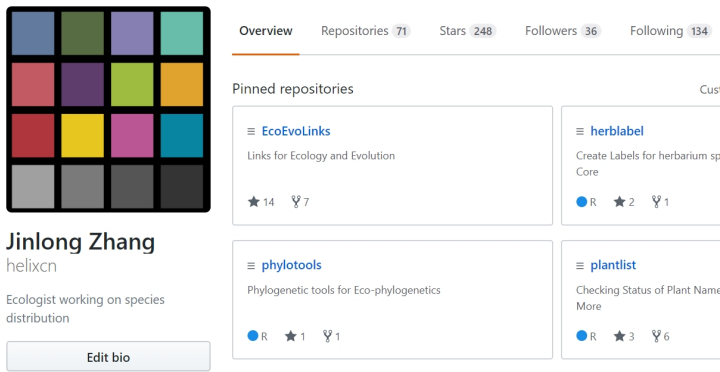 Overview Repositories 71 Stars 248 Followers 36 Following 134
Pinned repositories
EcoEvoLinks
Links for Ecology and Evolution
14 7
herblabel
Create Labels for herbarium
Core
R 2 1
Jinlong Zhang
helixcn
Ecologist working on species
distribution
Edit bio
phylotools
Phylogenetic tools for Eco-phylogenetics
R 1 1
plantlist
Checking Status of Plant Name
More
R 3 6